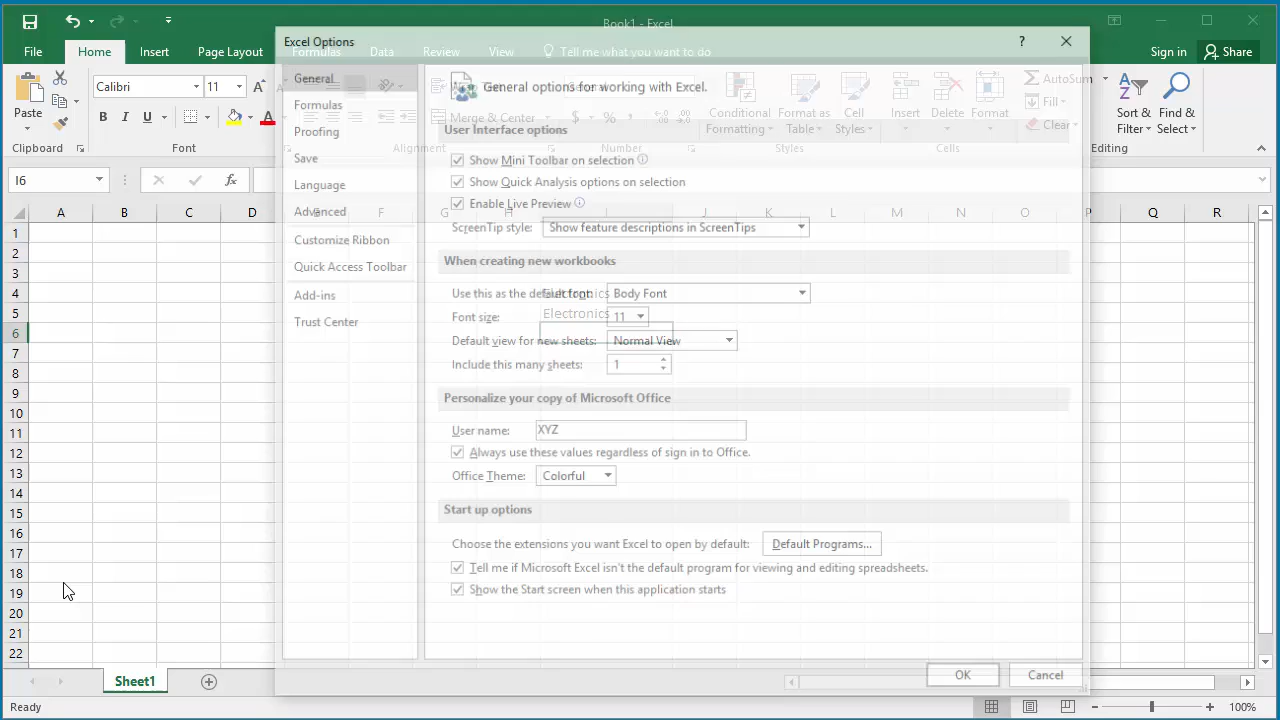 Book1 - Excel
File Home Insert Page Layout Formulas Data Review View Tell me what you want to do Sign in Share
Excel Options ?
Calibri 11
Paste
B I U A
Clipboard Font Alignment Number Styles Cells Editing
Merge & Center
$ %
Conditional Formatting
Format as Table
Cell Styles
Insert Delete Format
AutoSum
Fill
Clear
Sort & Filter
Find & Select
I6 fx
A B C D E F G H I J K L M N O P Q R
1
2
3
4
5
6
7
8
9
10
11
12
13
14
15
16
17
18
19
20
21
22
Electronics
Electronics
General
Formulas
Proofing
Save
Language
Advanced
Customize Ribbon
Quick Access Toolbar
Add-ins
Trust Center
General options for working with Excel.
User Interface options
Show Mini Toolbar on selection
Show Quick Analysis options on selection
Enable Live Preview
ScreenTip style: Show feature descriptions in ScreenTips
When creating new workbooks
Use this as the default font: Body Font
Font size: 11
Default view for new sheets: Normal View
Include this many sheets: 1
Personalize your copy of Microsoft Office
User name: XYZ
Always use these values regardless of sign in to Office.
Office Theme: Colorful
Start up options
Choose the extensions you want Excel to open by default: Default Programs...
Tell me if Microsoft Excel isn't the default program for viewing and editing spreadsheets.
Show the Start screen when this application starts
OK Cancel
Sheet1
Ready 100%